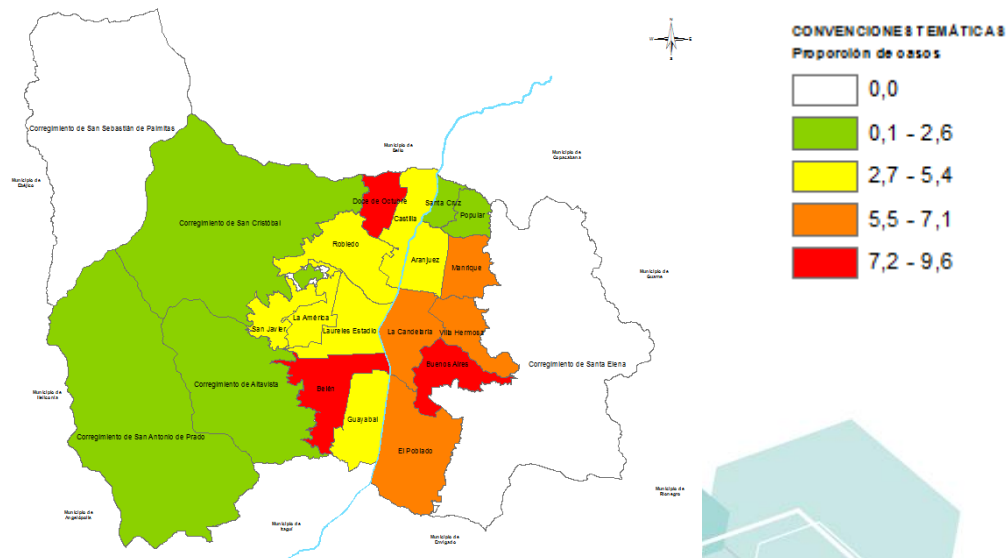 N
W
E
S
CONVENCIONES TEMÁTICAS
Proporción de casos
0,0
0,1 - 2,6
2,7 - 5,4
5,5 - 7,1
7,2 - 9,6
Corregimiento de San Sebastián de Palmitas
Municipio de
Bello
Municipio de
Copacabana
Municipio de
Ebéjico
Doce de Octubre
Santa Cruz
Popular
Castilla
Corregimiento de San Cristóbal
Robledo
Aranjuez
Manrique
Municipio de
Guarne
La América
San Javier
Laureles Estadio
La Candelaria
Villa Hermosa
Buenos Aires
Corregimiento de Santa Elena
Corregimiento de Altavista
Belén
Municipio de
Heliconia
Guayabal
Corregimiento de San Antonio de Prado
El Poblado
Municipio de
Rionegro
Municipio de
Angelópolis
Municipio de
Itagüí
Municipio de
Envigado